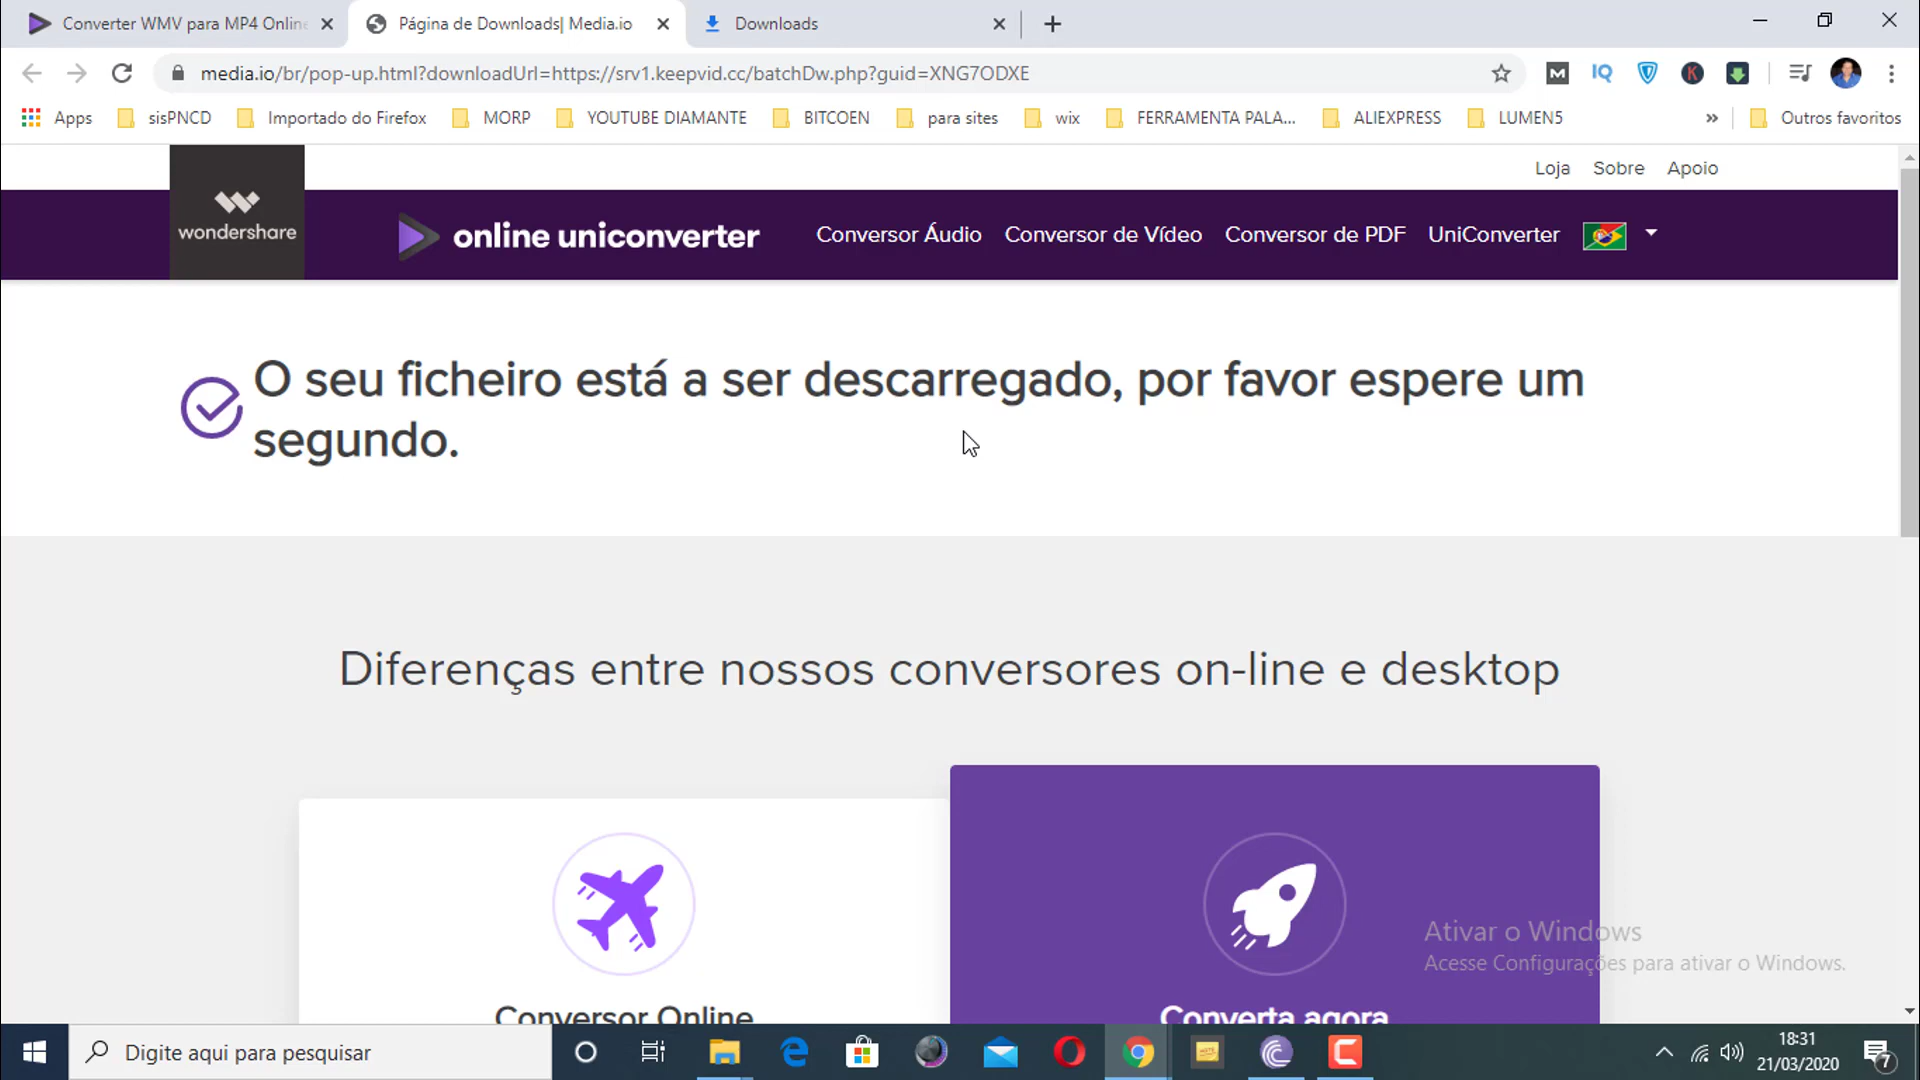 Converter WMV para MP4 Online
Página de Downloads| Media.io
Downloads
media.io/br/pop-up.html?downloadUrl=https://srv1.keepvid.cc/batchDw.php?guid=XNG7ODXE
Apps
sisPNCD
Importado do Firefox
MORP
YOUTUBE DIAMANTE
BITCOEN
para sites
wix
FERRAMENTA PALA...
ALIEXPRESS
LUMEN5
»
Outros favoritos
Loja Sobre Apoio
wondershare
online uniconverter
Conversor Áudio
Conversor de Vídeo
Conversor de PDF
UniConverter
O seu ficheiro está a ser descarregado, por favor espere um
segundo.
Diferenças entre nossos conversores on-line e desktop
Conversor Online
Converta agora
Ativar o Windows
Acesse Configurações para ativar o Windows.
Digite aqui para pesquisar
18:31
21/03/2020
7